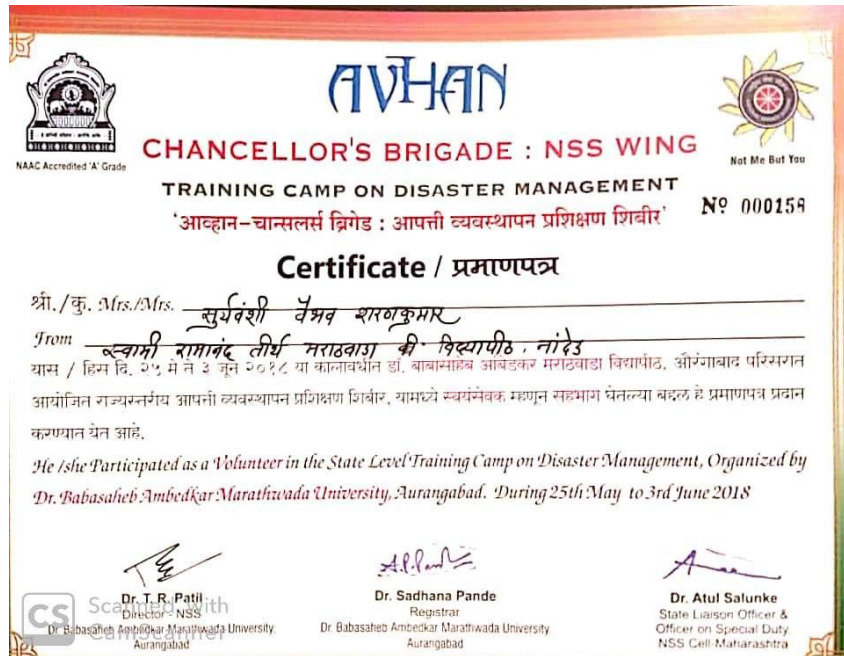 AVHAN
NAAC Accredited 'A' Grade
Not Me But You
CHANCELLOR'S BRIGADE : NSS WING
TRAINING CAMP ON DISASTER MANAGEMENT
Nº 000158
'आव्हान-चान्सलर्स ब्रिगेड : आपत्ती व्यवस्थापन प्रशिक्षण शिबीर'
Certificate / प्रमाणपत्र
श्री./कु. Mrs./Mrs. सुर्यवंशी वैभव शरणकुमार
From स्वामी रामानंद तीर्थ मराठवाडा विद्यापीठ, नांदेड
यास / हिस दि. २५ मे ते ३ जून २०१८ या कालावधीत डॉ. बाबासाहेब आंबेडकर मराठवाडा विद्यापीठ, औरंगाबाद परिसरात
आयोजित राज्यस्तरीय आपत्ती व्यवस्थापन प्रशिक्षण शिबीर, यामध्ये स्वयंसेवक म्हणून सहभाग घेतल्या बद्दल हे प्रमाणपत्र प्रदान
करण्यात येत आहे.
He /she Participated as a Volunteer in the State Level Training Camp on Disaster Management, Organized by
Dr. Babasaheb Ambedkar Marathwada University, Aurangabad. During 25th May to 3rd June 2018
Dr. T. R. Patil
Director - NSS
Dr. Babasaheb Ambedkar Marathwada University,
Aurangabad
Dr. Sadhana Pande
Registrar
Dr. Babasaheb Ambedkar Marathwada University
Aurangabad
Dr. Atul Salunke
State Liaison Officer &
Officer on Special Duty
NSS Cell-Maharashtra
CS Scanned with
CamScanner